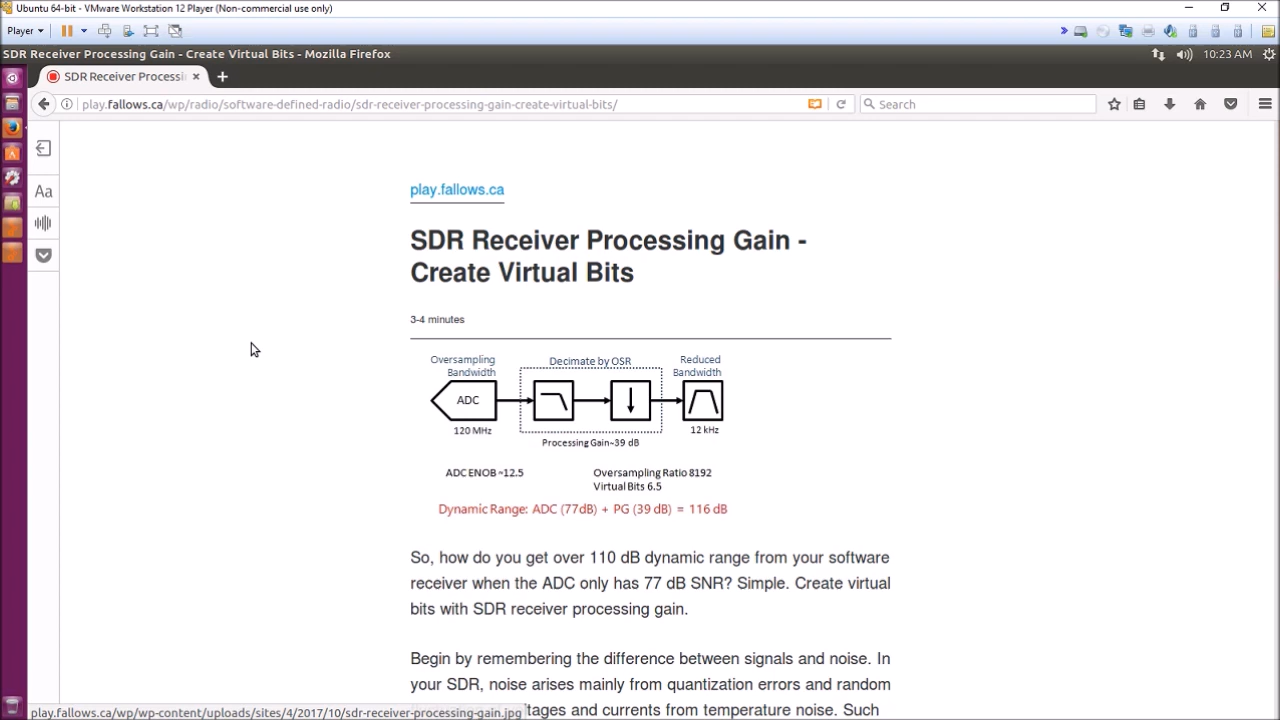 Ubuntu 64-bit - VMware Workstation 12 Player (Non-commercial use only)
Player
SDR Receiver Processing Gain - Create Virtual Bits - Mozilla Firefox
10:23 AM
SDR Receiver Processi
play.fallows.ca/wp/radio/software-defined-radio/sdr-receiver-processing-gain-create-virtual-bits/
Search
Aa
play.fallows.ca
SDR Receiver Processing Gain -
Create Virtual Bits
3-4 minutes
Oversampling
Bandwidth
Decimate by OSR
Reduced
Bandwidth
ADC
120 MHz
12 kHz
Processing Gain~39 dB
ADC ENOB ~12.5
Oversampling Ratio 8192
Virtual Bits 6.5
Dynamic Range: ADC (77dB) + PG (39 dB) = 116 dB
So, how do you get over 110 dB dynamic range from your software
receiver when the ADC only has 77 dB SNR? Simple. Create virtual
bits with SDR receiver processing gain.
Begin by remembering the difference between signals and noise. In
your SDR, noise arises mainly from quantization errors and random
tages and currents from temperature noise. Such
play.fallows.ca/wp/wp-content/uploads/sites/4/2017/10/sdr-receiver-processing-gain.jpg